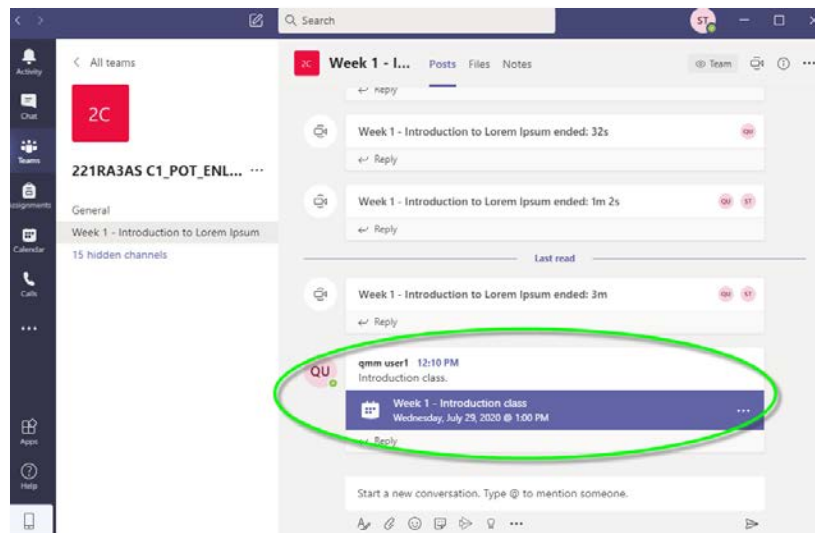 Search
ST
Activity
Chat
Teams
Assignments
Calendar
Calls
Apps
Help
All teams
2C
221RA3AS C1_POT_ENL... ...
General
Week 1 - Introduction to Lorem Ipsum
15 hidden channels
2C Week 1 - I... Posts Files Notes Team
Reply
Week 1 - Introduction to Lorem Ipsum ended: 32s QU
Reply
Week 1 - Introduction to Lorem Ipsum ended: 1m 2s QU ST
Reply
Last read
Week 1 - Introduction to Lorem Ipsum ended: 3m QU ST
Reply
QU qmm user1 12:10 PM
Introduction class.
Week 1 - Introduction class
Wednesday, July 29, 2020 @ 1:00 PM
Reply
Start a new conversation. Type @ to mention someone.